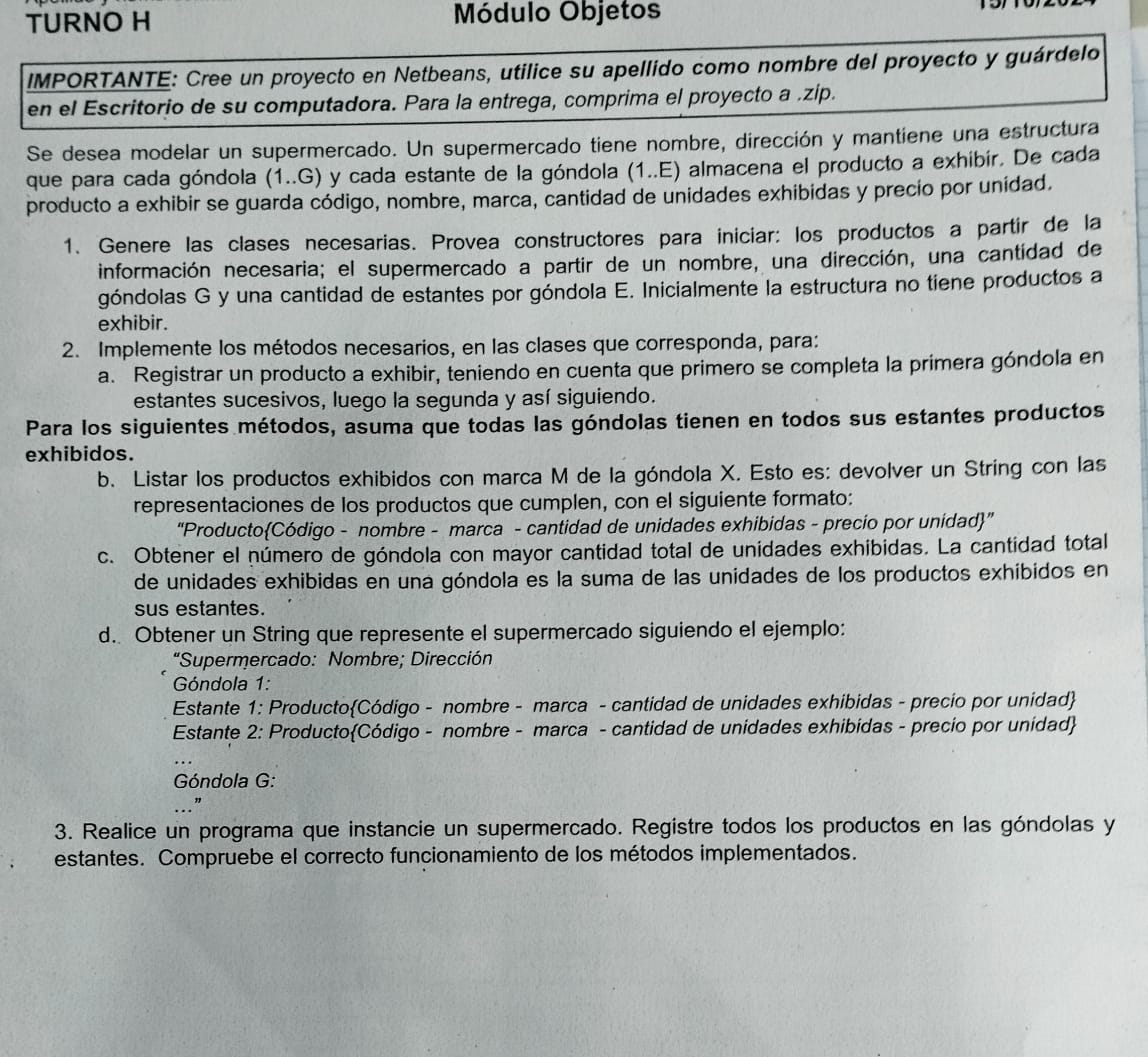 TURNO H
Módulo Objetos
IMPORTANTE: Cree un proyecto en Netbeans, utilice su apellido como nombre del proyecto y guárdelo
en el Escritorio de su computadora. Para la entrega, comprima el proyecto a .zip.
Se desea modelar un supermercado. Un supermercado tiene nombre, dirección y mantiene una estructura
que para cada góndola (1..G) y cada estante de la góndola (1..E) almacena el producto a exhibir. De cada
producto a exhibir se guarda código, nombre, marca, cantidad de unidades exhibidas y precio por unidad.
1. Genere las clases necesarias. Provea constructores para iniciar: los productos a partir de la
información necesaria; el supermercado a partir de un nombre, una dirección, una cantidad de
góndolas G y una cantidad de estantes por góndola E. Inicialmente la estructura no tiene productos a
exhibir.
2. Implemente los métodos necesarios, en las clases que corresponda, para:
a. Registrar un producto a exhibir, teniendo en cuenta que primero se completa la primera góndola en
estantes sucesivos, luego la segunda y así siguiendo.
Para los siguientes métodos, asuma que todas las góndolas tienen en todos sus estantes productos
exhibidos.
b. Listar los productos exhibidos con marca M de la góndola X. Esto es: devolver un String con las
representaciones de los productos que cumplen, con el siguiente formato:
"Producto{Código - nombre - marca - cantidad de unidades exhibidas - precio por unidad}"
c. Obtener el número de góndola con mayor cantidad total de unidades exhibidas. La cantidad total
de unidades exhibidas en una góndola es la suma de las unidades de los productos exhibidos en
sus estantes.
d. Obtener un String que represente el supermercado siguiendo el ejemplo:
"Supermercado: Nombre; Dirección
Góndola 1:
Estante 1: Producto{Código - nombre - marca - cantidad de unidades exhibidas - precio por unidad}
Estante 2: Producto{Código - nombre - marca - cantidad de unidades exhibidas - precio por unidad}
...
Góndola G:
..."
3. Realice un programa que instancie un supermercado. Registre todos los productos en las góndolas y
estantes. Compruebe el correcto funcionamiento de los métodos implementados.